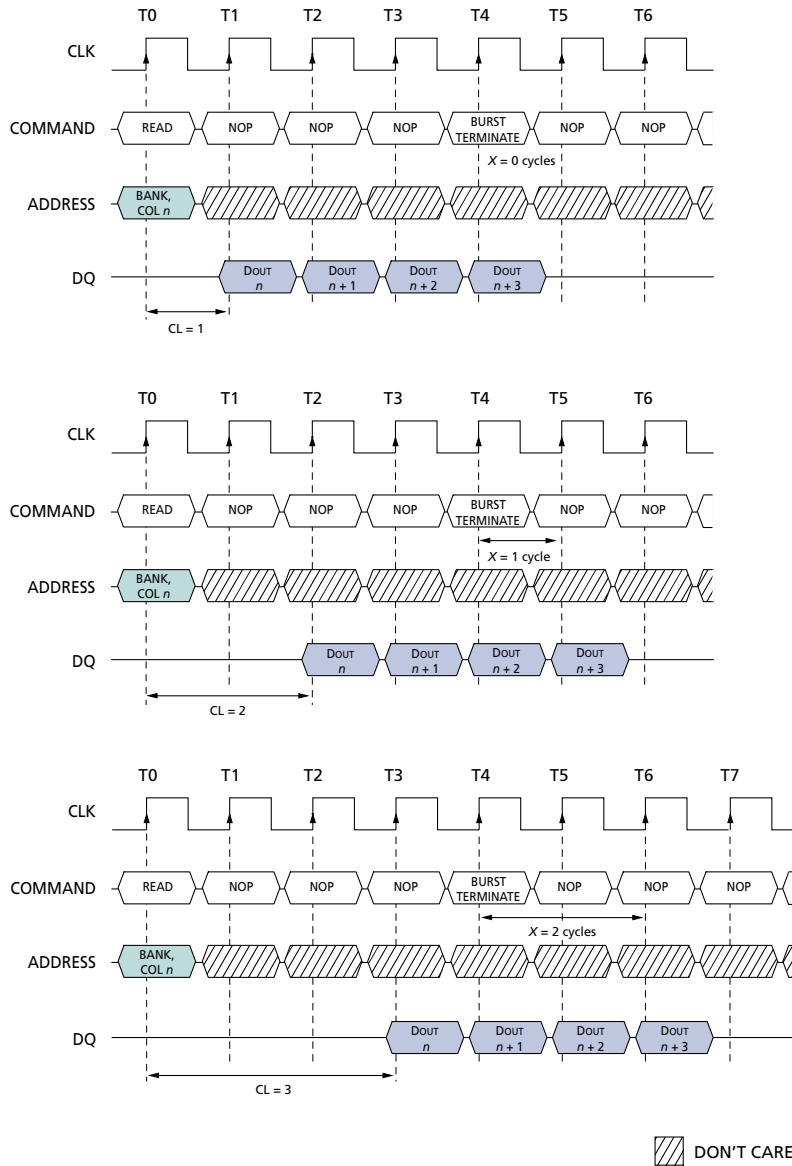 T0 T1 T2 T3 T4 T5 T6
CLK
COMMAND READ NOP NOP NOP BURST TERMINATE NOP NOP
X = 0 cycles
ADDRESS BANK, COL n
DQ DOUT n DOUT n + 1 DOUT n + 2 DOUT n + 3
CL = 1
T0 T1 T2 T3 T4 T5 T6
CLK
COMMAND READ NOP NOP NOP BURST TERMINATE NOP NOP
X = 1 cycle
ADDRESS BANK, COL n
DQ DOUT n DOUT n + 1 DOUT n + 2 DOUT n + 3
CL = 2
T0 T1 T2 T3 T4 T5 T6 T7
CLK
COMMAND READ NOP NOP NOP BURST TERMINATE NOP NOP NOP
X = 2 cycles
ADDRESS BANK, COL n
DQ DOUT n DOUT n + 1 DOUT n + 2 DOUT n + 3
CL = 3
DON'T CARE